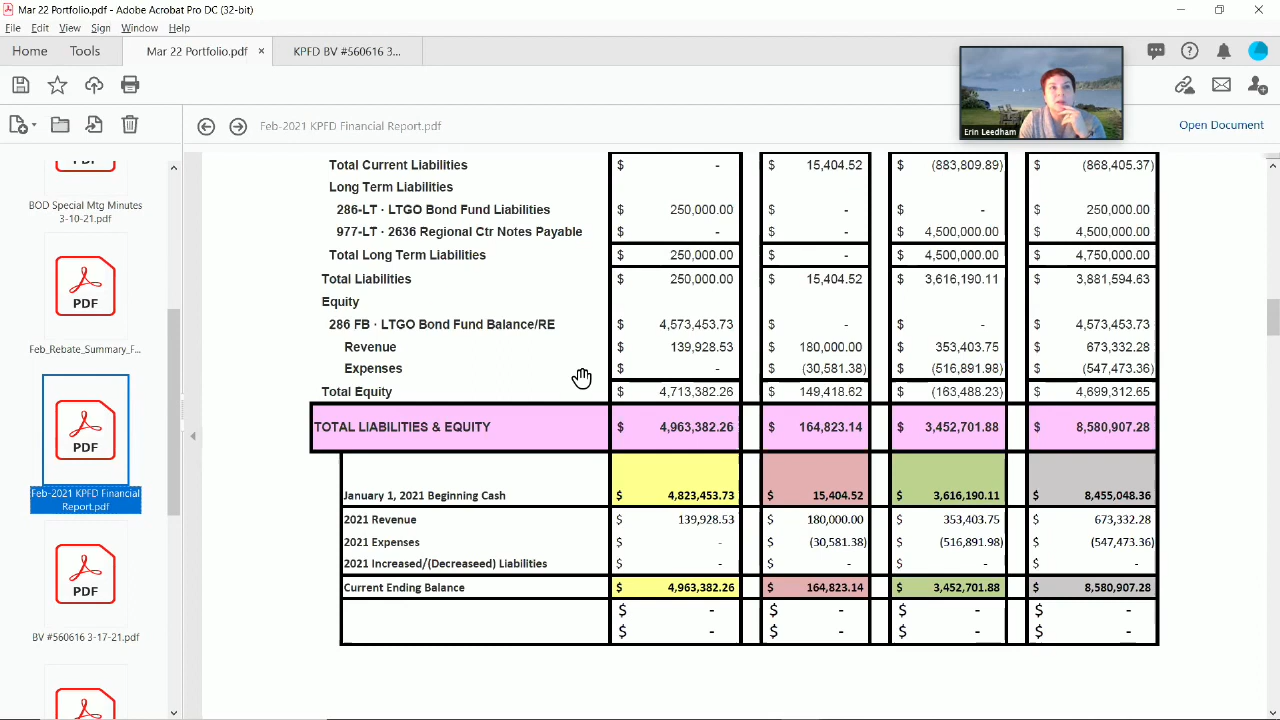 Mar 22 Portfolio.pdf - Adobe Acrobat Pro DC (32-bit)
File Edit View Sign Window Help
Home Tools Mar 22 Portfolio.pdf × KPFD BV #560616 3...
Erin Leedham
Feb-2021 KPFD Financial Report.pdf
Open Document
PDF
BOD Special Mtg Minutes
3-10-21.pdf
PDF
Feb_Rebate_Summary_F...
PDF
Feb-2021 KPFD Financial
Report.pdf
PDF
BV #560616 3-17-21.pdf
Total Current Liabilities $ - $ 15,404.52 $ (883,809.89) $ (868,405.37)
Long Term Liabilities
286-LT · LTGO Bond Fund Liabilities $ 250,000.00 $ - $ - $ 250,000.00
977-LT · 2636 Regional Ctr Notes Payable $ - $ - $ 4,500,000.00 $ 4,500,000.00
Total Long Term Liabilities $ 250,000.00 $ - $ 4,500,000.00 $ 4,750,000.00
Total Liabilities $ 250,000.00 $ 15,404.52 $ 3,616,190.11 $ 3,881,594.63
Equity
286 FB · LTGO Bond Fund Balance/RE $ 4,573,453.73 $ - $ - $ 4,573,453.73
Revenue $ 139,928.53 $ 180,000.00 $ 353,403.75 $ 673,332.28
Expenses $ - $ (30,581.38) $ (516,891.98) $ (547,473.36)
Total Equity $ 4,713,382.26 $ 149,418.62 $ (163,488.23) $ 4,699,312.65
TOTAL LIABILITIES & EQUITY $ 4,963,382.26 $ 164,823.14 $ 3,452,701.88 $ 8,580,907.28
January 1, 2021 Beginning Cash $ 4,823,453.73 $ 15,404.52 $ 3,616,190.11 $ 8,455,048.36
2021 Revenue $ 139,928.53 $ 180,000.00 $ 353,403.75 $ 673,332.28
2021 Expenses $ - $ (30,581.38) $ (516,891.98) $ (547,473.36)
2021 Increased/(Decreaseed) Liabilities $ - $ - $ - $ -
Current Ending Balance $ 4,963,382.26 $ 164,823.14 $ 3,452,701.88 $ 8,580,907.28
$ - $ - $ - $ -
$ - $ - $ - $ -